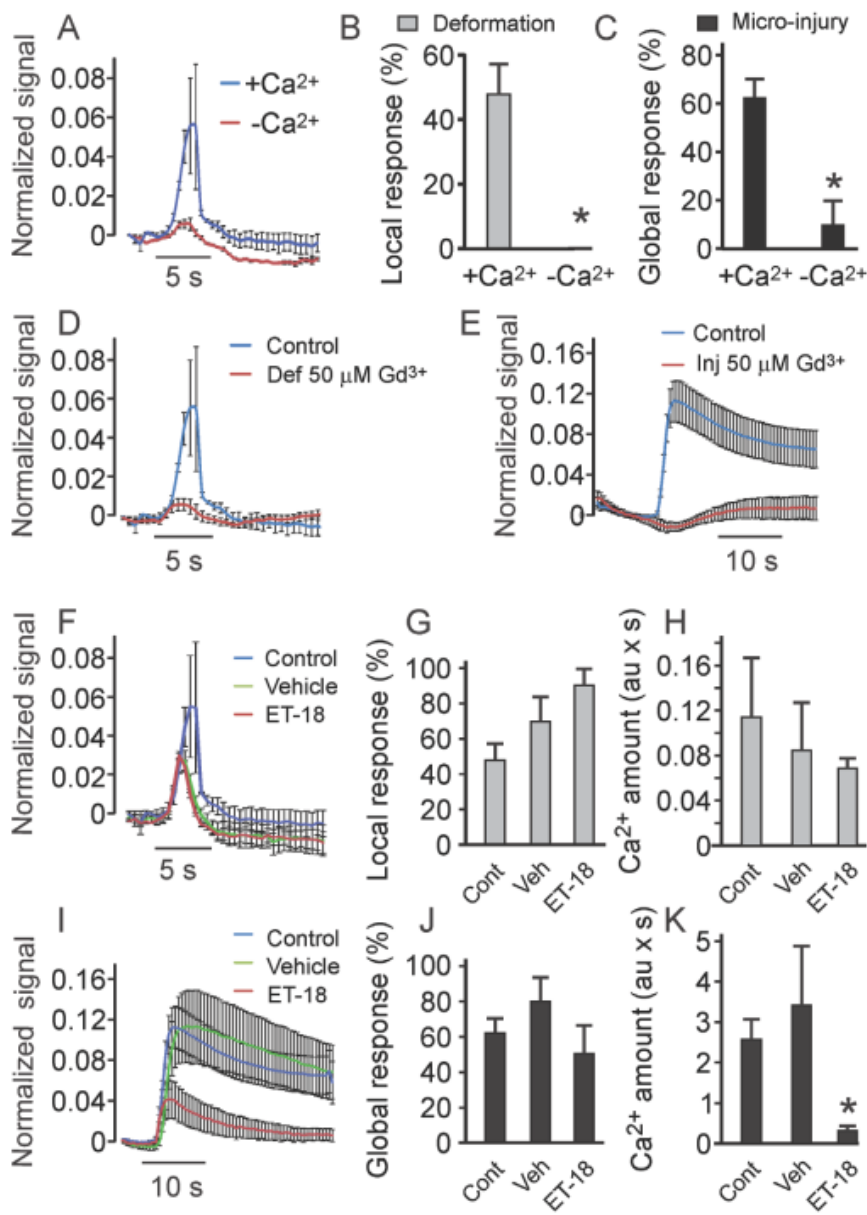 A
Normalized signal
0.08
0.06
0.04
0.02
0
+Ca²⁺
-Ca²⁺
5 s
B
Deformation
Local response (%)
60
40
20
0
+Ca²⁺ -Ca²⁺
*
C
Micro-injury
Global response (%)
80
60
40
20
0
+Ca²⁺ -Ca²⁺
*
D
Normalized signal
0.08
0.06
0.04
0.02
0
Control
Def 50 μM Gd³⁺
5 s
E
Normalized signal
0.16
0.12
0.08
0.04
0
Control
Inj 50 μM Gd³⁺
10 s
F
Normalized signal
0.08
0.06
0.04
0.02
0
Control
Vehicle
ET-18
5 s
G
Local response (%)
100
80
60
40
20
0
Cont Veh ET-18
H
Ca²⁺ amount (au x s)
0.16
0.12
0.08
0.04
0
Cont Veh ET-18
I
Normalized signal
0.16
0.12
0.08
0.04
0
Control
Vehicle
ET-18
10 s
J
Global response (%)
100
80
60
40
20
0
Cont Veh ET-18
K
Ca²⁺ amount (au x s)
5
4
3
2
1
0
*
Cont Veh ET-18